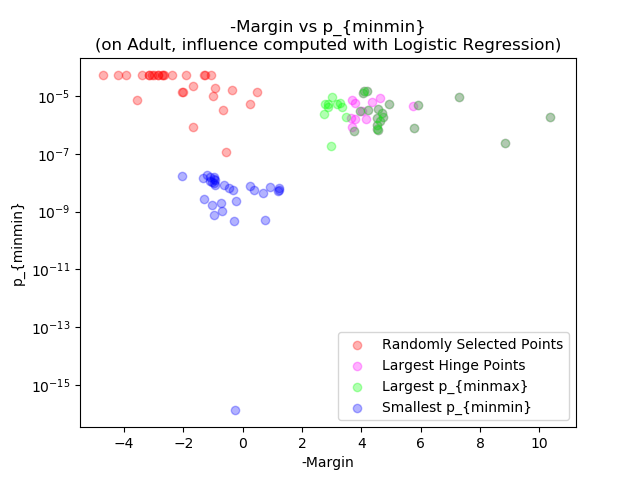 -Margin vs p_{minmin}
(on Adult, influence computed with Logistic Regression)
p_{minmin}
10^{-5}
10^{-7}
10^{-9}
10^{-11}
10^{-13}
10^{-15}
Randomly Selected Points
Largest Hinge Points
Largest p_{minmax}
Smallest p_{minmin}
−4 −2 0 2 4 6 8 10
-Margin